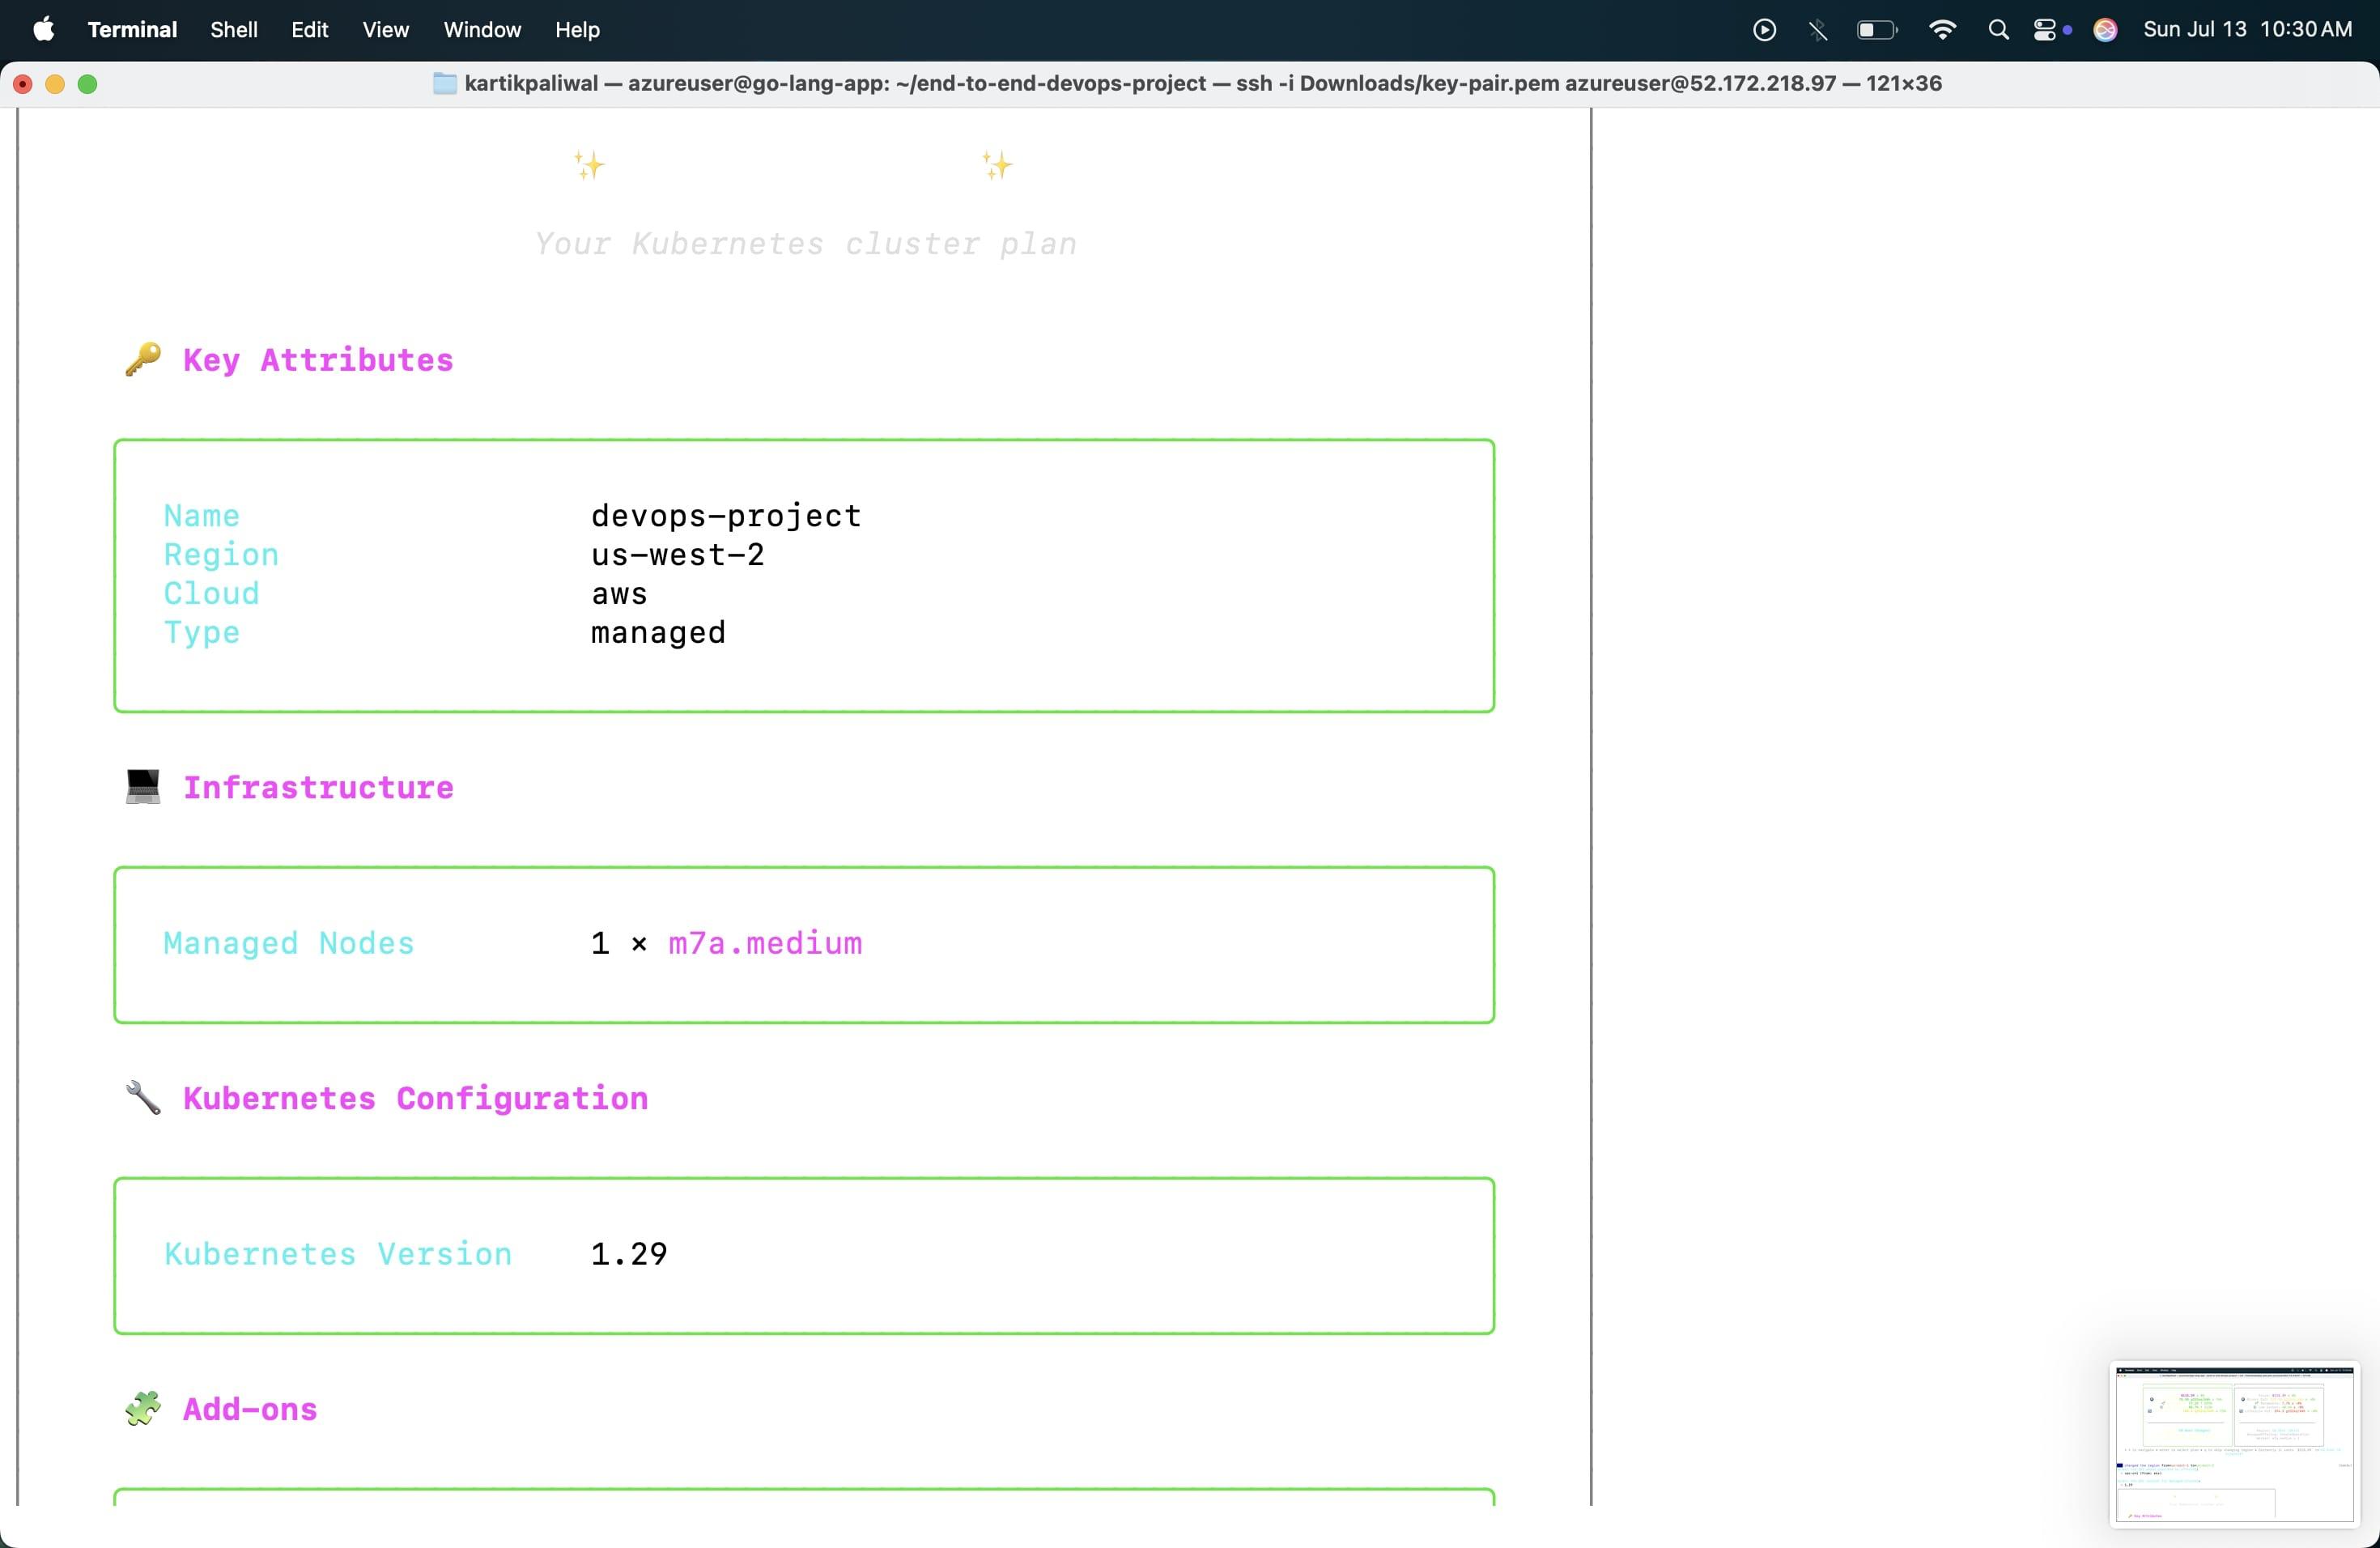 Terminal Shell Edit View Window Help Sun Jul 13 10:30 AM
kartikpaliwal — azureuser@go-lang-app: ~/end-to-end-devops-project — ssh -i Downloads/key-pair.pem azureuser@52.172.218.97 — 121×36
Your Kubernetes cluster plan
Key Attributes
Name devops-project
Region us-west-2
Cloud aws
Type managed
Infrastructure
Managed Nodes 1 × m7a.medium
Kubernetes Configuration
Kubernetes Version 1.29
Add-ons